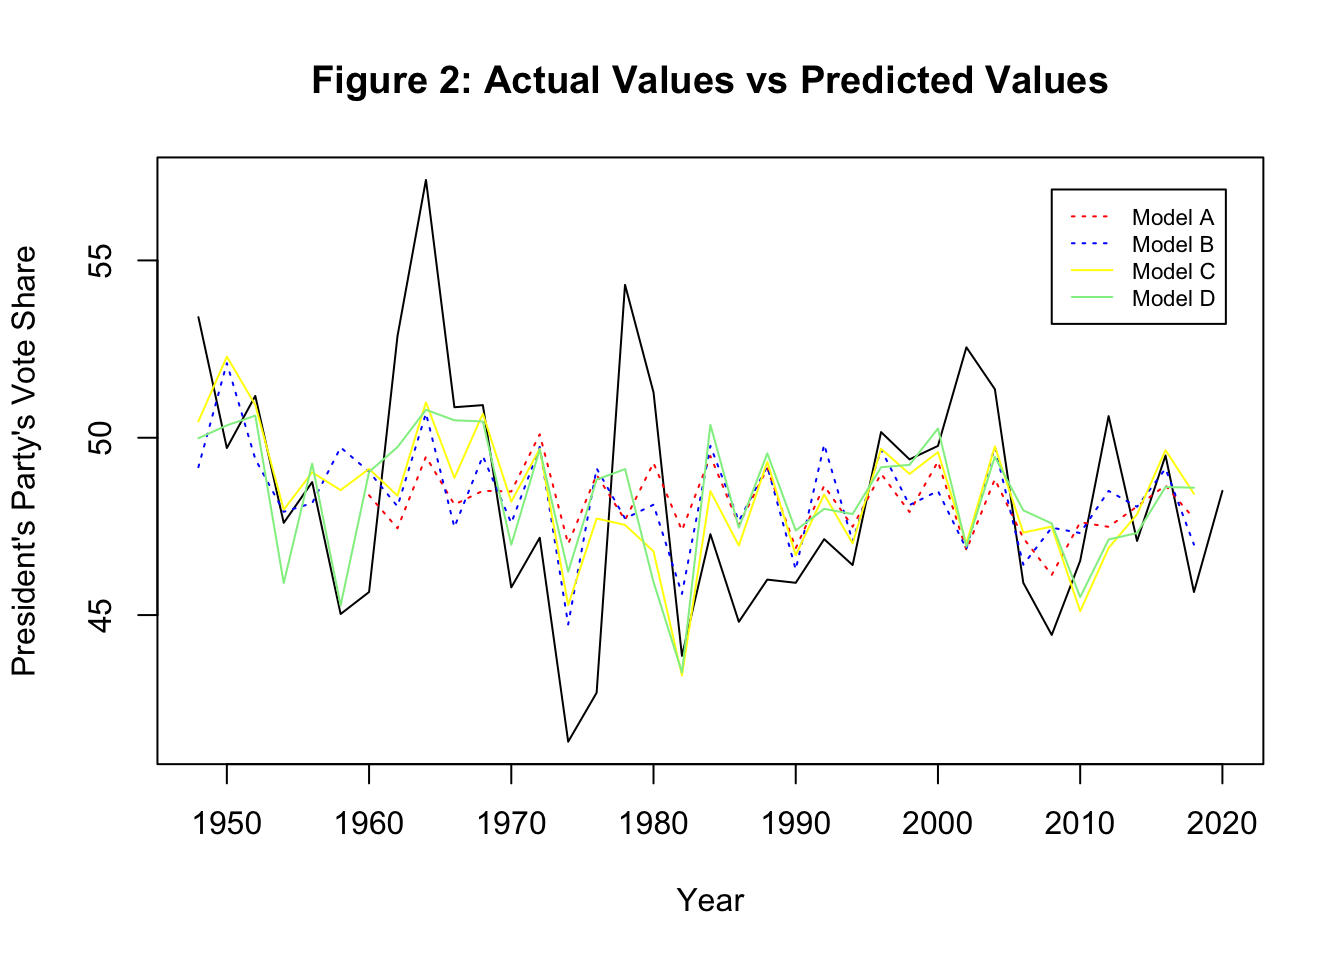 Figure 2: Actual Values vs Predicted Values
President's Party's Vote Share
55
50
45
Model A
Model B
Model C
Model D
1950 1960 1970 1980 1990 2000 2010 2020
Year